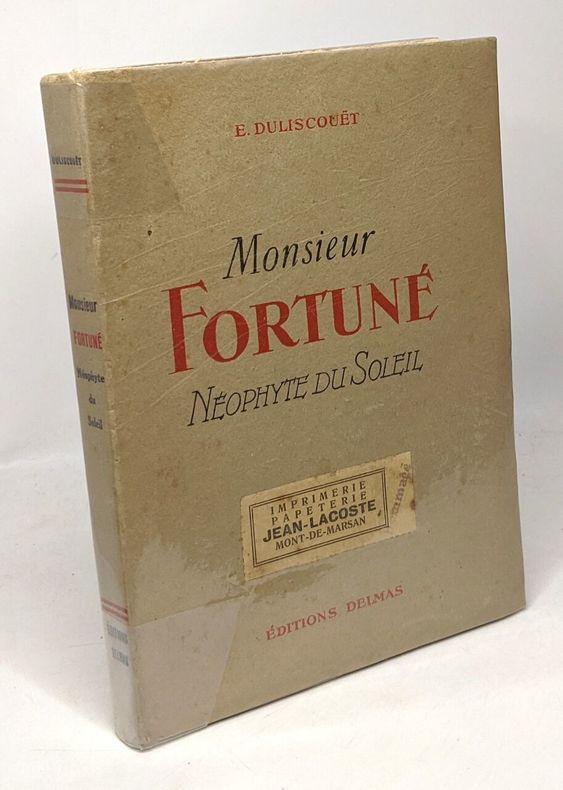 E. DULISCOUËT
Monsieur
FORTUNÉ
NÉOPHYTE DU SOLEIL
IMPRIMERIE
PAPETERIE
JEAN-LACOSTE
MONT-DE-MARSAN
ÉDITIONS DELMAS
DULISCOUËT
Monsieur
FORTUNÉ
Néophyte
du
Soleil
ÉDITIONS
DELMAS